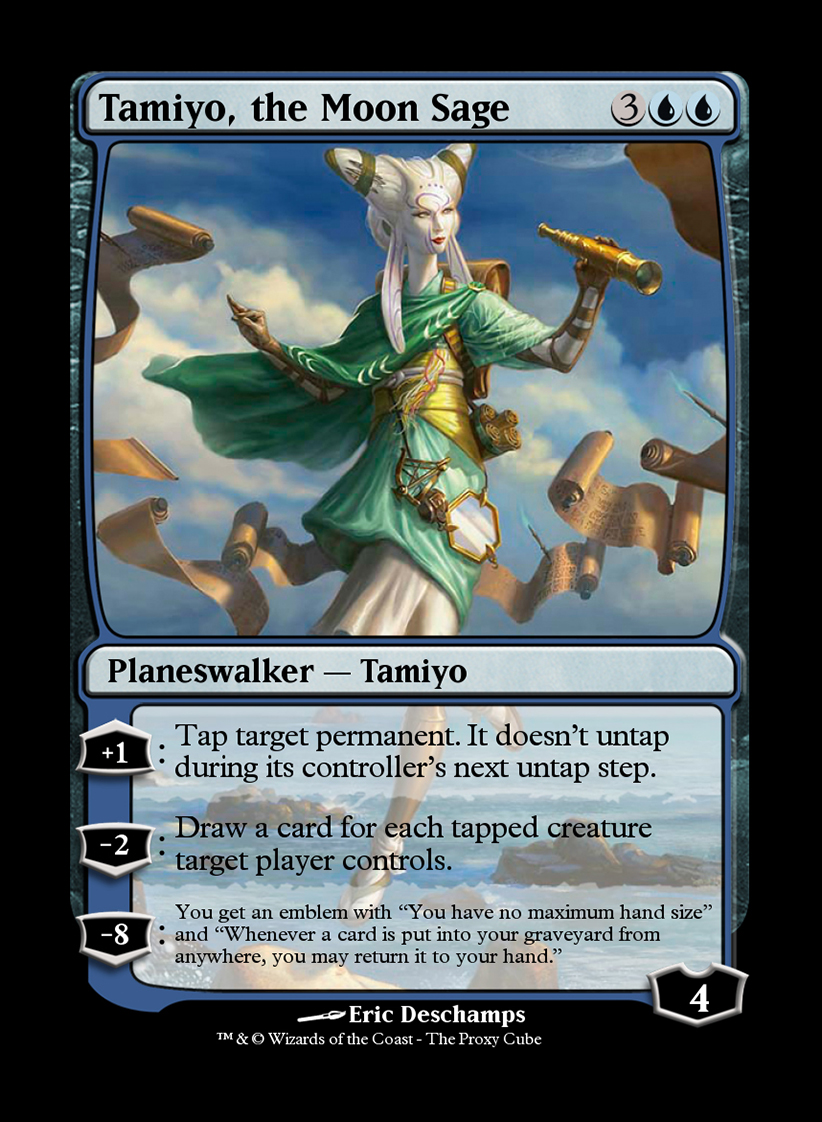 Tamiyo, the Moon Sage 3
Planeswalker — Tamiyo
+1 : Tap target permanent. It doesn’t untap
during its controller’s next untap step.
-2 : Draw a card for each tapped creature
target player controls.
You get an emblem with “You have no maximum hand size”
-8 : and “Whenever a card is put into your graveyard from
anywhere, you may return it to your hand.”
4
Eric Deschamps
™ & © Wizards of the Coast - The Proxy Cube